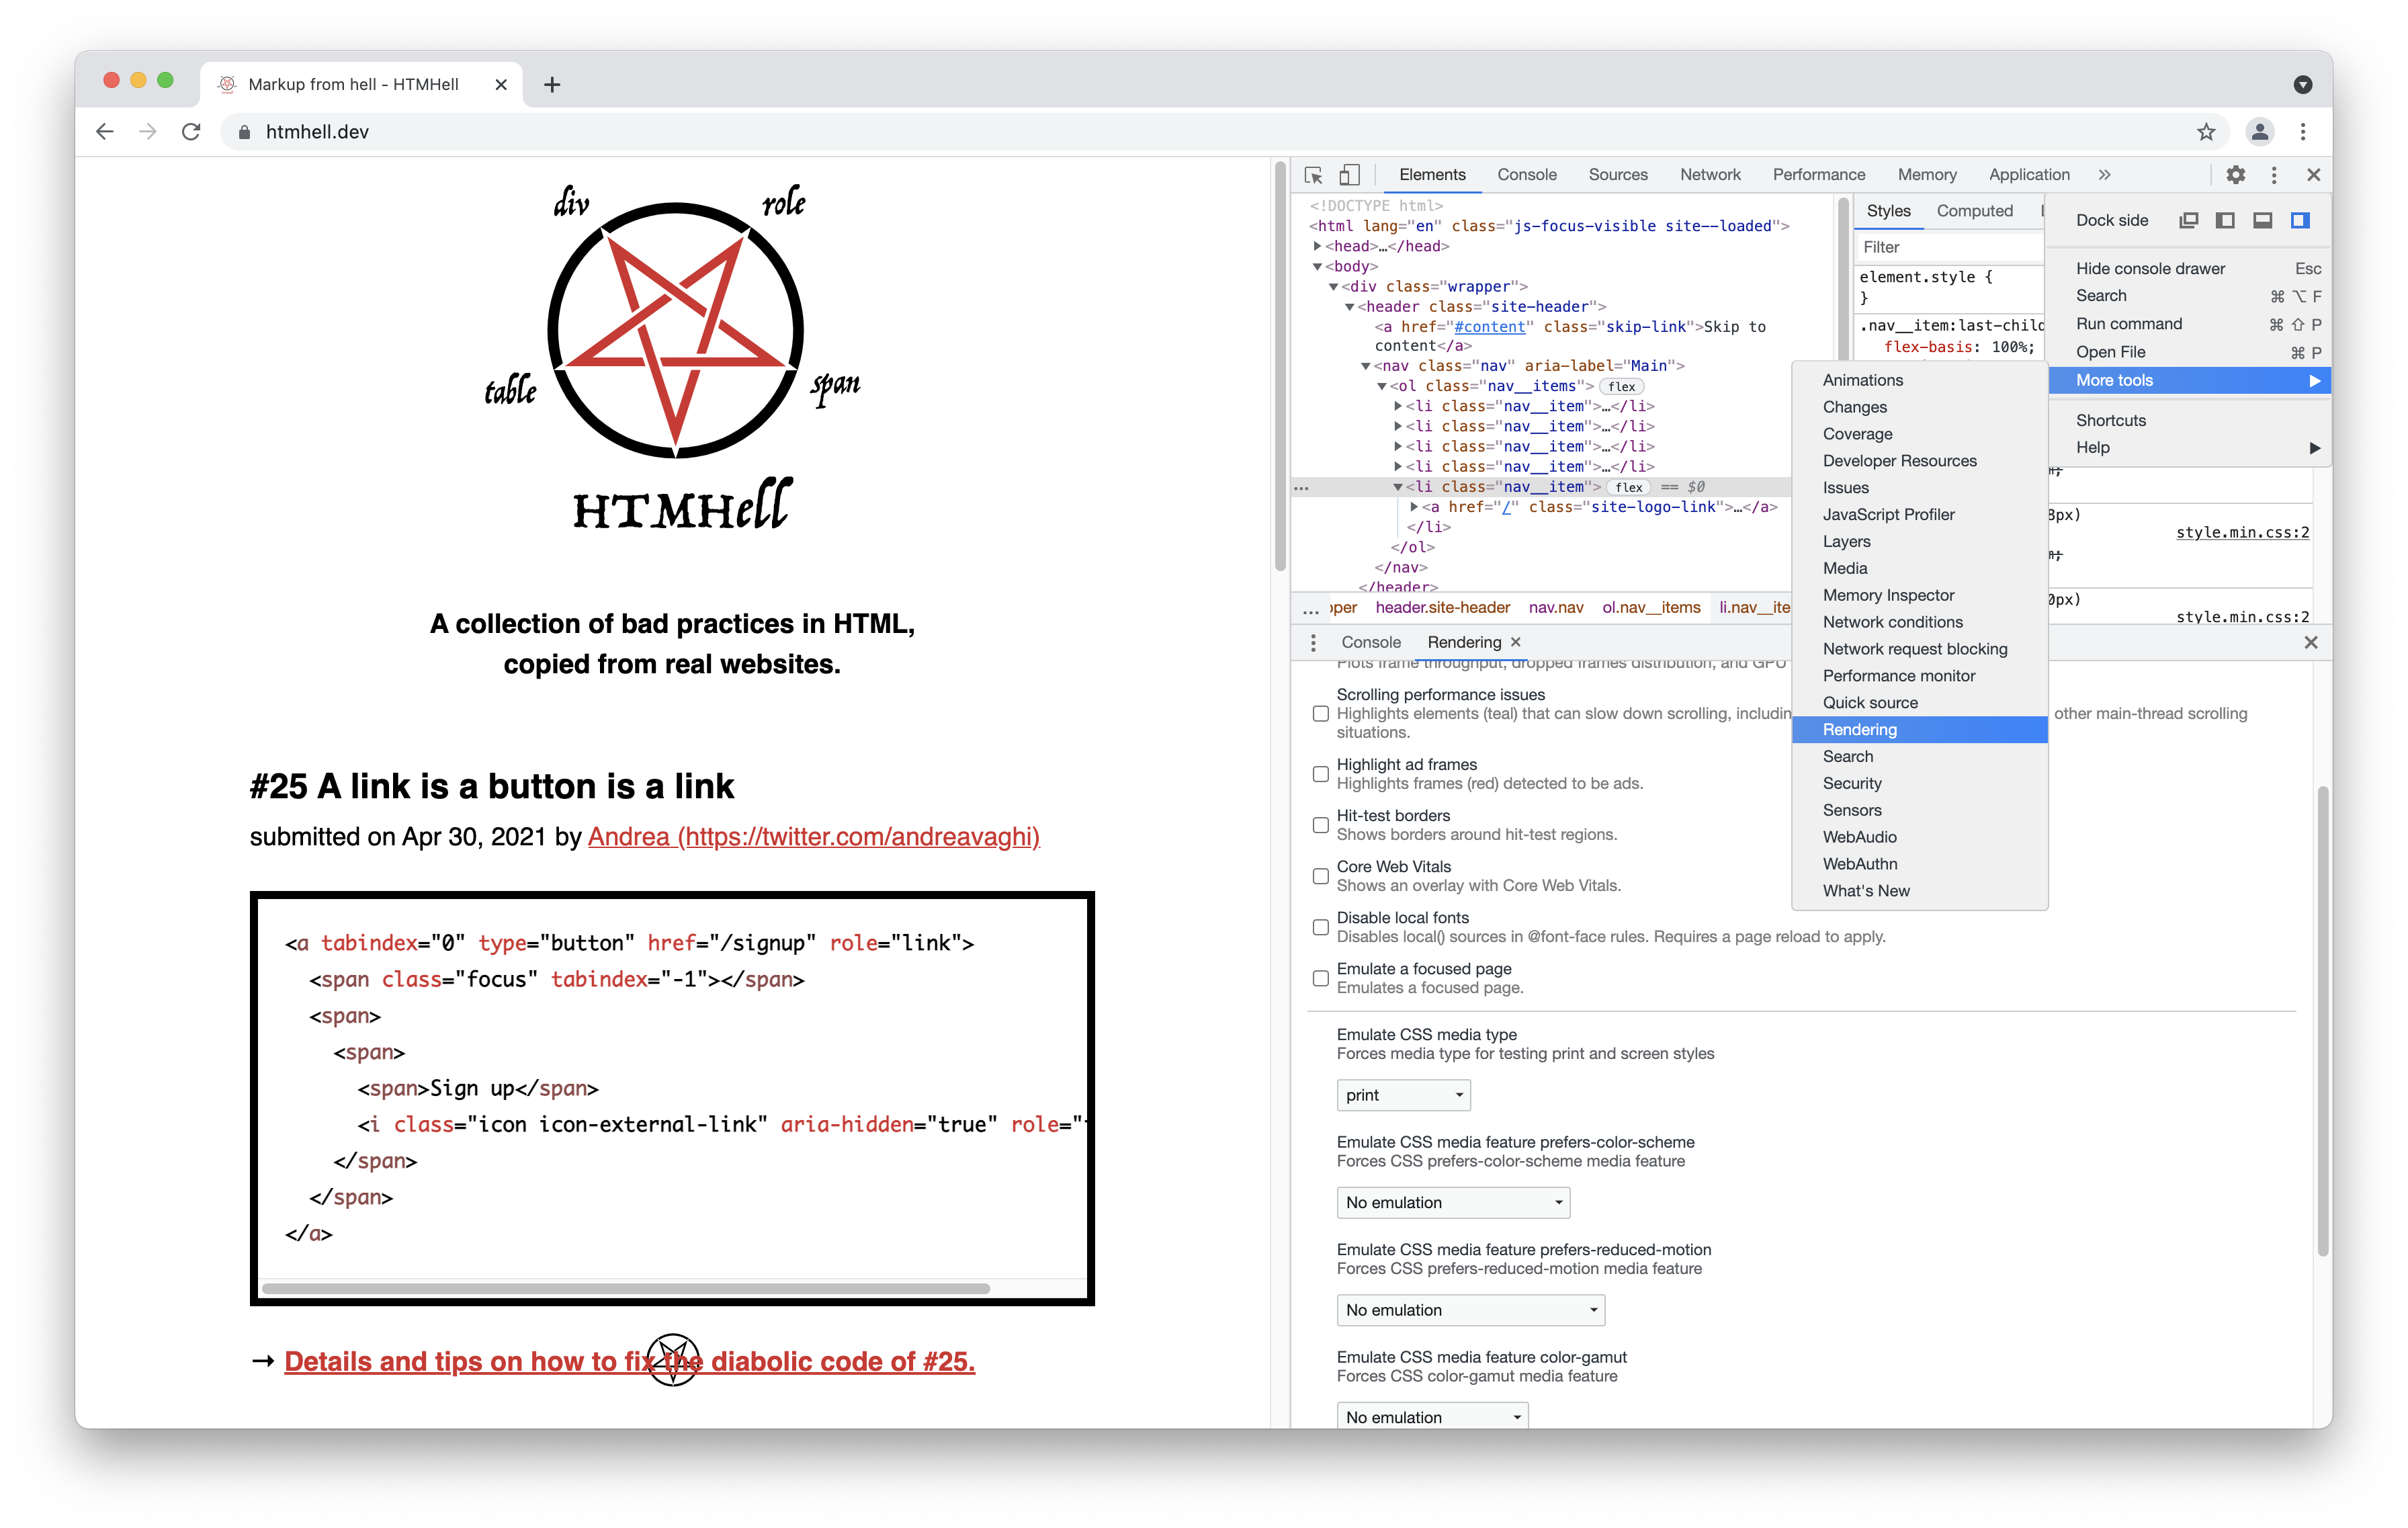 Markup from hell - HTMHell
htmhell.dev
div
role
table
span
HTMHell
A collection of bad practices in HTML,
copied from real websites.
#25 A link is a button is a link
submitted on Apr 30, 2021 by Andrea (https://twitter.com/andreavaghi)
<a tabindex="0" type="button" href="/signup" role="link">
<span class="focus" tabindex="-1"></span>
<span>
<span>
<span>Sign up</span>
<i class="icon icon-external-link" aria-hidden="true" role="
</span>
</span>
</a>
→ Details and tips on how to fix the diabolic code of #25.
Elements Console Sources Network Performance Memory Application »
<!DOCTYPE html>
<html lang="en" class="js-focus-visible site--loaded">
<head>…</head>
<body>
<div class="wrapper">
<header class="site-header">
<a href="#content" class="skip-link">Skip to
content</a>
<nav class="nav" aria-label="Main">
<ol class="nav__items"> flex
<li class="nav__item">…</li>
<li class="nav__item">…</li>
<li class="nav__item">…</li>
<li class="nav__item">…</li>
… <li class="nav__item"> flex == $0
<a href="/" class="site-logo-link">…</a>
</li>
</ol>
</nav>
</header>
… pper header.site-header nav.nav ol.nav__items li.nav__ite
Styles Computed
Filter
element.style {
}
.nav__item:last-child
flex-basis: 100%;
8px)
style.min.css:2
0px)
style.min.css:2
Dock side
Hide console drawer Esc
Search ⌘ ⌥ F
Run command ⌘ ⇧ P
Open File ⌘ P
More tools
Shortcuts
Help
Animations
Changes
Coverage
Developer Resources
Issues
JavaScript Profiler
Layers
Media
Memory Inspector
Network conditions
Network request blocking
Performance monitor
Quick source
Rendering
Search
Security
Sensors
WebAudio
WebAuthn
What's New
Console Rendering
Plots frame throughput, dropped frames distribution, and GPU
Scrolling performance issues
Highlights elements (teal) that can slow down scrolling, includin other main-thread scrolling
situations.
Highlight ad frames
Highlights frames (red) detected to be ads.
Hit-test borders
Shows borders around hit-test regions.
Core Web Vitals
Shows an overlay with Core Web Vitals.
Disable local fonts
Disables local() sources in @font-face rules. Requires a page reload to apply.
Emulate a focused page
Emulates a focused page.
Emulate CSS media type
Forces media type for testing print and screen styles
print
Emulate CSS media feature prefers-color-scheme
Forces CSS prefers-color-scheme media feature
No emulation
Emulate CSS media feature prefers-reduced-motion
Forces CSS prefers-reduced-motion media feature
No emulation
Emulate CSS media feature color-gamut
Forces CSS color-gamut media feature
No emulation